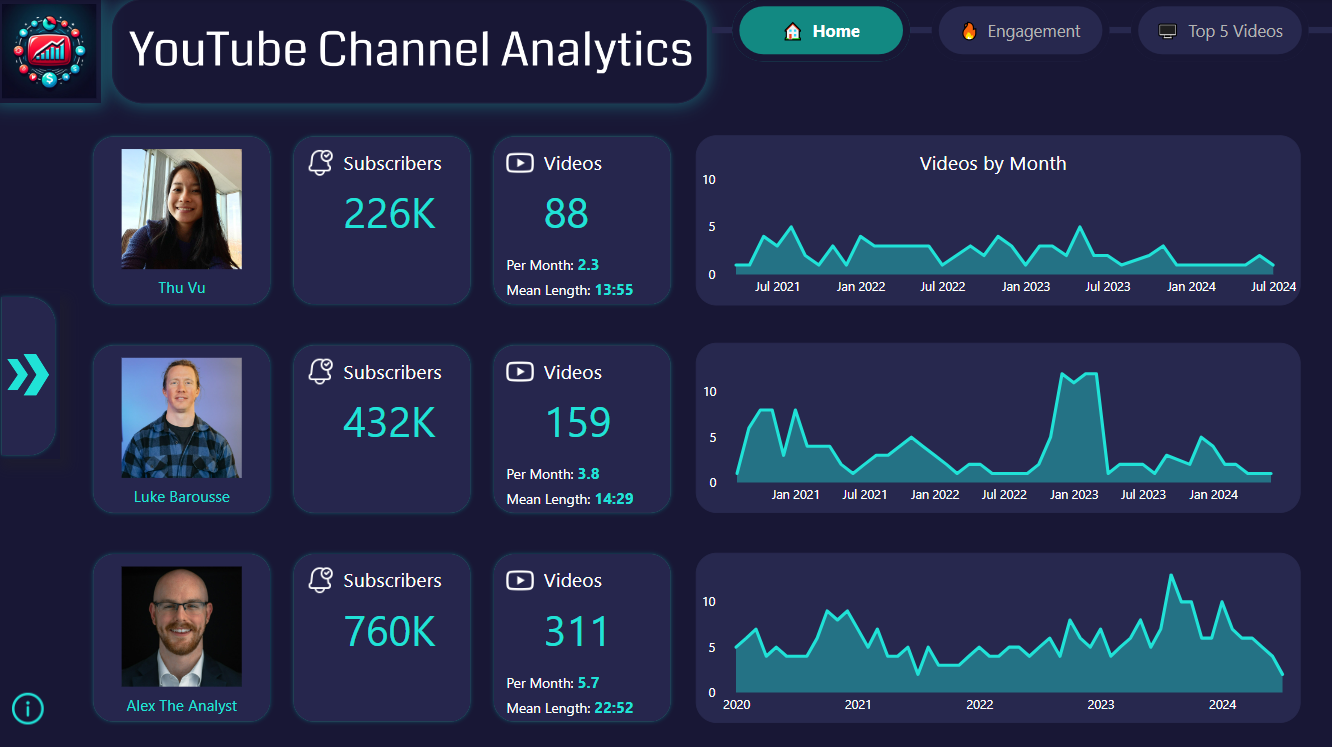 YouTube Channel Analytics
Home
Engagement
Top 5 Videos
Thu Vu
Subscribers
226K
Videos
88
Per Month: 2.3
Mean Length: 13:55
Videos by Month
10
5
0
Jul 2021 Jan 2022 Jul 2022 Jan 2023 Jul 2023 Jan 2024 Jul 2024
Luke Barousse
Subscribers
432K
Videos
159
Per Month: 3.8
Mean Length: 14:29
10
5
0
Jan 2021 Jul 2021 Jan 2022 Jul 2022 Jan 2023 Jul 2023 Jan 2024
Alex The Analyst
Subscribers
760K
Videos
311
Per Month: 5.7
Mean Length: 22:52
10
5
0
2020 2021 2022 2023 2024